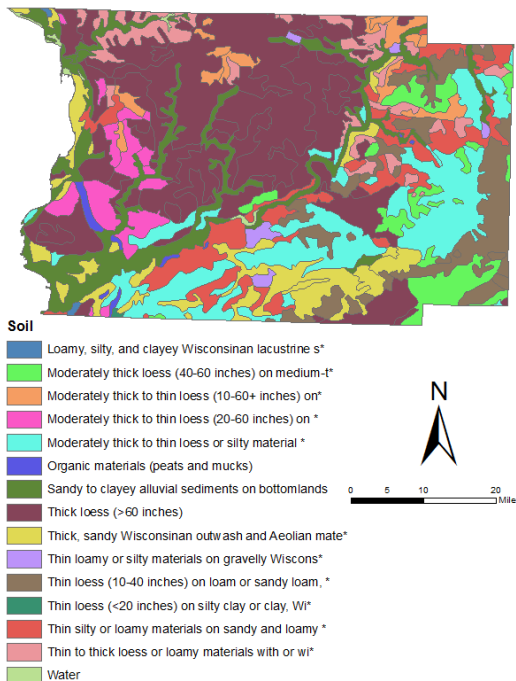 Soil
Loamy, silty, and clayey Wisconsinan lacustrine s*
Moderately thick loess (40-60 inches) on medium-t*
Moderately thick to thin loess (10-60+ inches) on*
Moderately thick to thin loess (20-60 inches) on *
Moderately thick to thin loess or silty material *
Organic materials (peats and mucks)
Sandy to clayey alluvial sediments on bottomlands
Thick loess (>60 inches)
Thick, sandy Wisconsinan outwash and Aeolian mate*
Thin loamy or silty materials on gravelly Wiscons*
Thin loess (10-40 inches) on loam or sandy loam, *
Thin loess (<20 inches) on silty clay or clay, Wi*
Thin silty or loamy materials on sandy and loamy *
Thin to thick loess or loamy materials with or wi*
Water
N
0 5 10 20
Mile